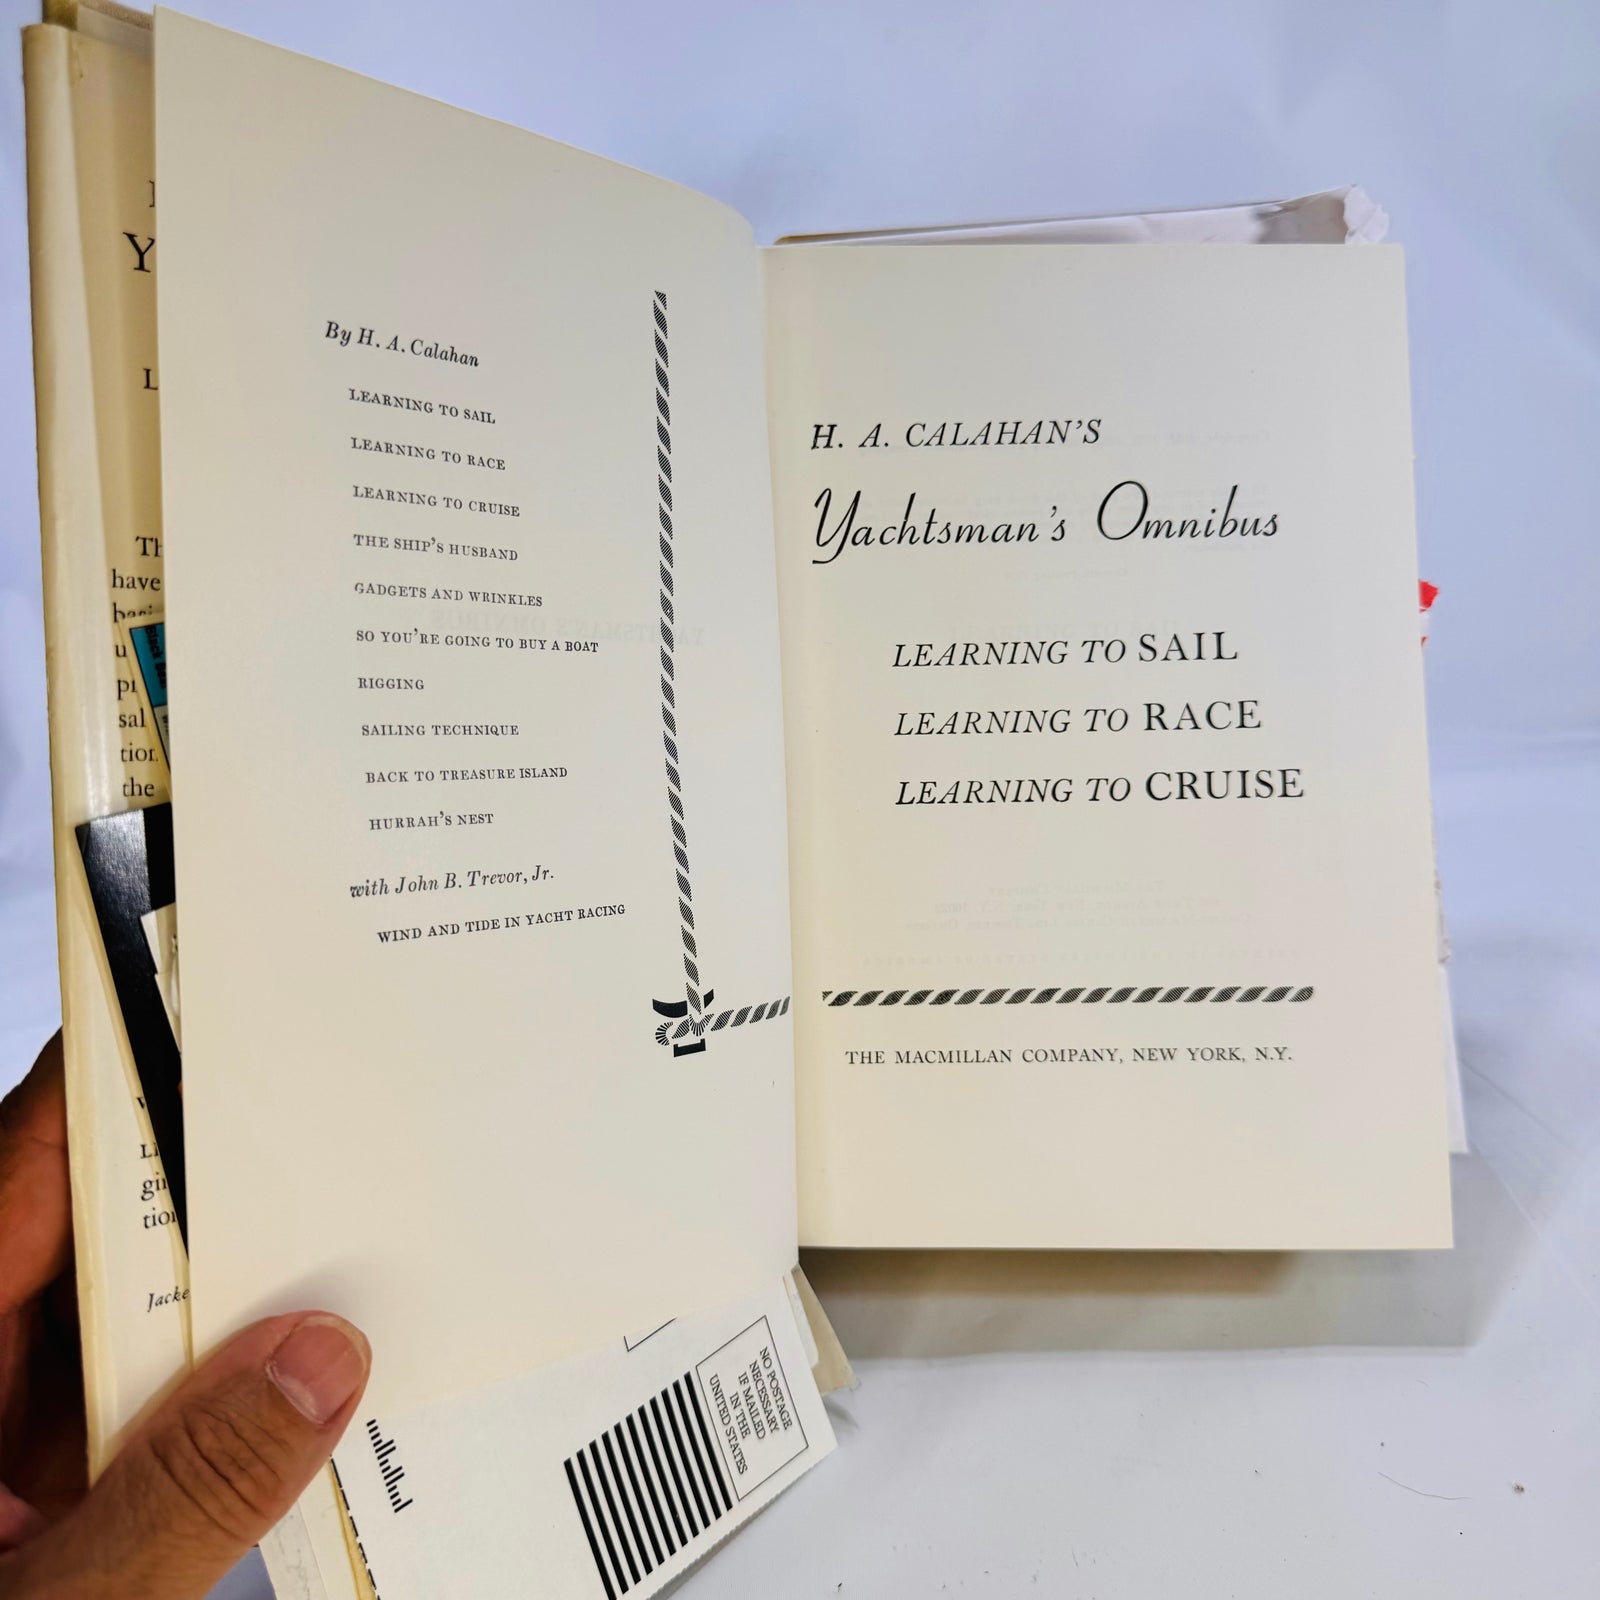 By H. A. Calahan
LEARNING TO SAIL
LEARNING TO RACE
LEARNING TO CRUISE
THE SHIP'S HUSBAND
GADGETS AND WRINKLES
SO YOU'RE GOING TO BUY A BOAT
RIGGING
SAILING TECHNIQUE
BACK TO TREASURE ISLAND
HURRAH'S NEST
with John B. Trevor, Jr.
WIND AND TIDE IN YACHT RACING
H. A. CALAHAN'S
Yachtsman's Omnibus
LEARNING TO SAIL
LEARNING TO RACE
LEARNING TO CRUISE
THE MACMILLAN COMPANY, NEW YORK, N.Y.
have
the
NO POSTAGE
NECESSARY
IF MAILED
IN THE
UNITED STATES